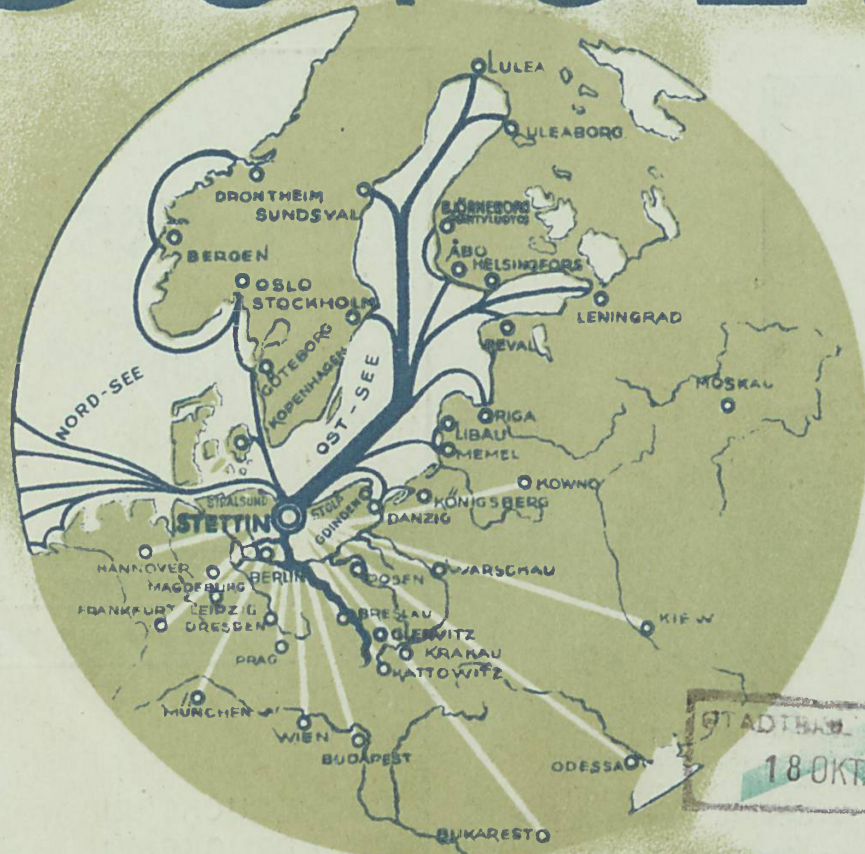 LULEA
ULEABORG
DRONTHEIM
SUNDSVAL
BJÖRNEBORG
BERGEN
ÅBO
HELSINGFORS
OSLO
STOCKHOLM
LENINGRAD
GÖTEBORG
REVAL
KOPENHAGEN
NORD-SEE
OST-SEE
MOSKAU
RIGA
LIBAU
MEMEL
KOWNO
STRALSUND
STOLP
KÖNIGSBERG
STETTIN
GDINGEN
DANZIG
HANNOVER
BERLIN
POSEN
WARSCHAU
MAGDEBURG
FRANKFURT
LEIPZIG
BRESLAU
KIEW
DRESDEN
GLEIWITZ
PRAG
KRAKAU
KATTOWITZ
MÜNCHEN
WIEN
BUDAPEST
ODESSA
18 OKT
BUKAREST